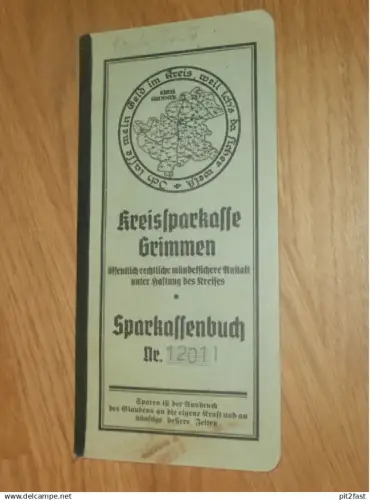 Ich lasse mein Geld im Kreis, weil ich's da sicher weiß
KREIS
GRIMMEN
Kreissparkasse
Grimmen
öffentlich rechtliche mündelsichere Anstalt
unter Haftung des Kreises
Sparkassenbuch
Nr. 12011
Sparen ist der Ausdruck
des Glaubens an die eigene Kraft und an
künftige bessere Zeiten
www.delcampe.net
pit2fast